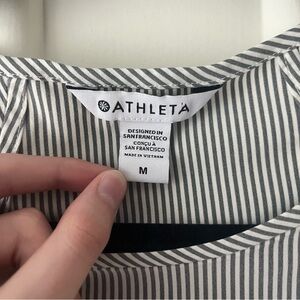 ATHLETA
DESIGNED IN
SAN FRANCISCO
CONÇU À
SAN FRANCISCO
MADE IN VIETNAM
M